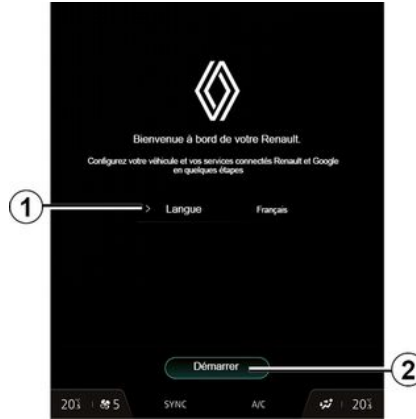 Bienvenue à bord de votre Renault.
Configurez votre véhicule et vos services connectés Renault et Google
en quelques étapes
1
> Langue Français
Démarrer
2
5 SYNC A/C